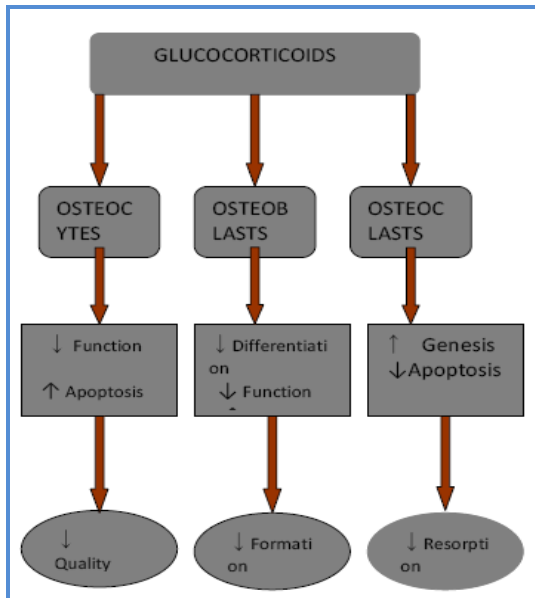 GLUCOCORTICOIDS
OSTEOC
YTES
OSTEOB
LASTS
OSTEOC
LASTS
↓ Function
↑ Apoptosis
↓ Differentiati
on
↓ Function
↑ Genesis
↓ Apoptosis
↓
Quality
↓ Formati
on
↓ Resorpti
on